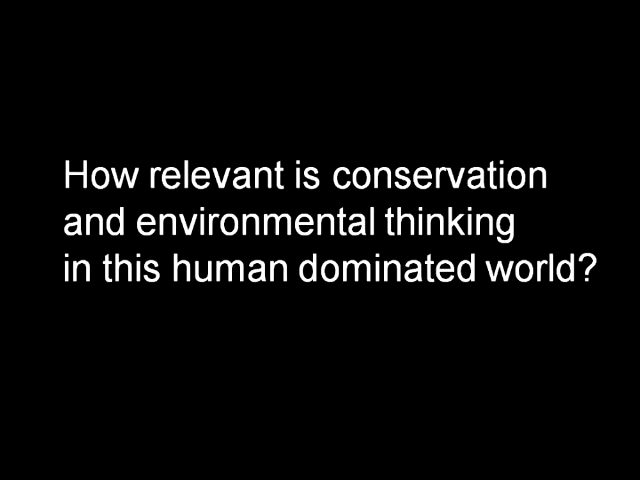 How relevant is conservation
and environmental thinking
in this human dominated world?